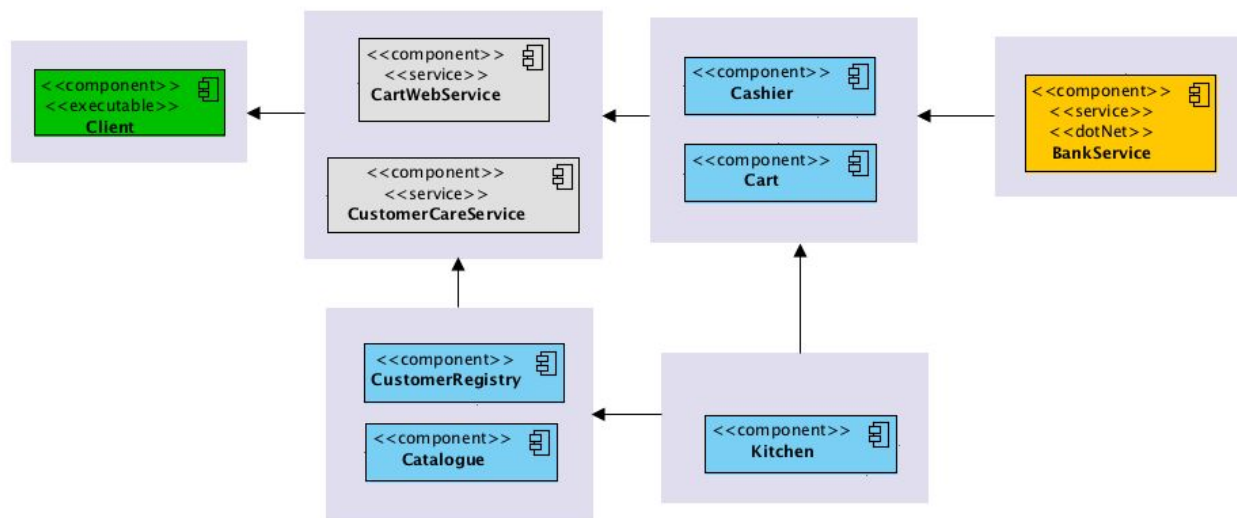 <<component>>
<<executable>>
Client
<<component>>
<<service>>
CartWebService
<<component>>
<<service>>
CustomerCareService
<<component>>
Cashier
<<component>>
Cart
<<component>>
<<service>>
<<dotNet>>
BankService
<<component>>
CustomerRegistry
<<component>>
Catalogue
<<component>>
Kitchen